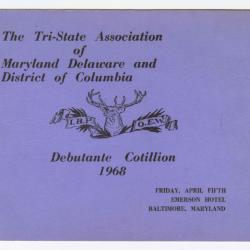 The Tri-State Association
of
Maryland Delaware and
District of Columbia
I.B.P. O.E.W.
Debutante Cotillion
1968
FRIDAY, APRIL FIFTH
EMERSON HOTEL
BALTIMORE, MARYLAND